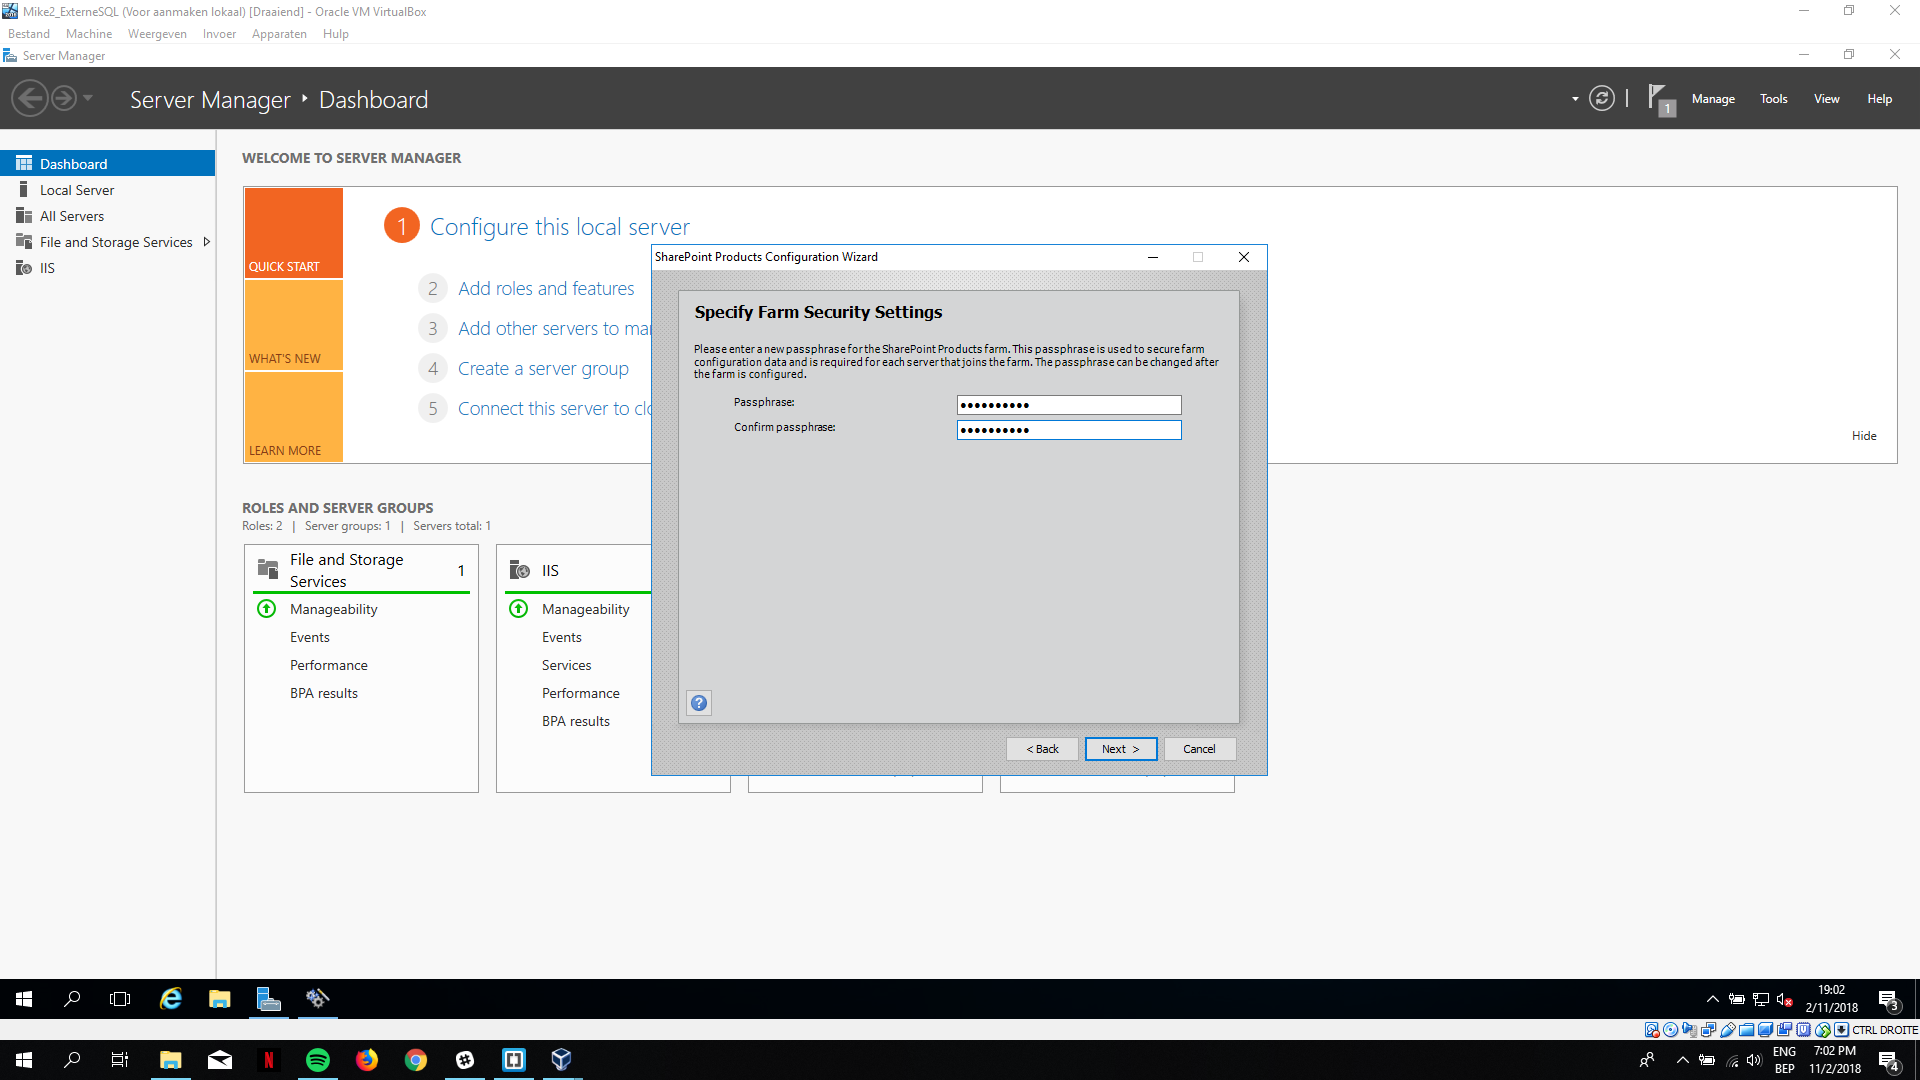 Mike2_ExterneSQL (Voor aanmaken lokaal) [Draaiend] - Oracle VM VirtualBox
Bestand Machine Weergeven Invoer Apparaten Hulp
Server Manager
Server Manager ‣ Dashboard
1
Manage Tools View Help
Dashboard
Local Server
All Servers
File and Storage Services
IIS
WELCOME TO SERVER MANAGER
QUICK START
WHAT'S NEW
LEARN MORE
1 Configure this local server
2 Add roles and features
3 Add other servers to
4 Create a server group
5 Connect this server to
Hide
SharePoint Products Configuration Wizard
Specify Farm Security Settings
Please enter a new passphrase for the SharePoint Products farm. This passphrase is used to secure farm
configuration data and is required for each server that joins the farm. The passphrase can be changed after
the farm is configured.
Passphrase: ••••••••••
Confirm passphrase: ••••••••••
?
< Back Next > Cancel
ROLES AND SERVER GROUPS
Roles: 2 | Server groups: 1 | Servers total: 1
File and Storage
Services
1
Manageability
Events
Performance
BPA results
IIS
Manageability
Events
Services
Performance
BPA results
19:02
2/11/2018
3
CTRL DROITE
ENG
BEP
7:02 PM
11/2/2018
4